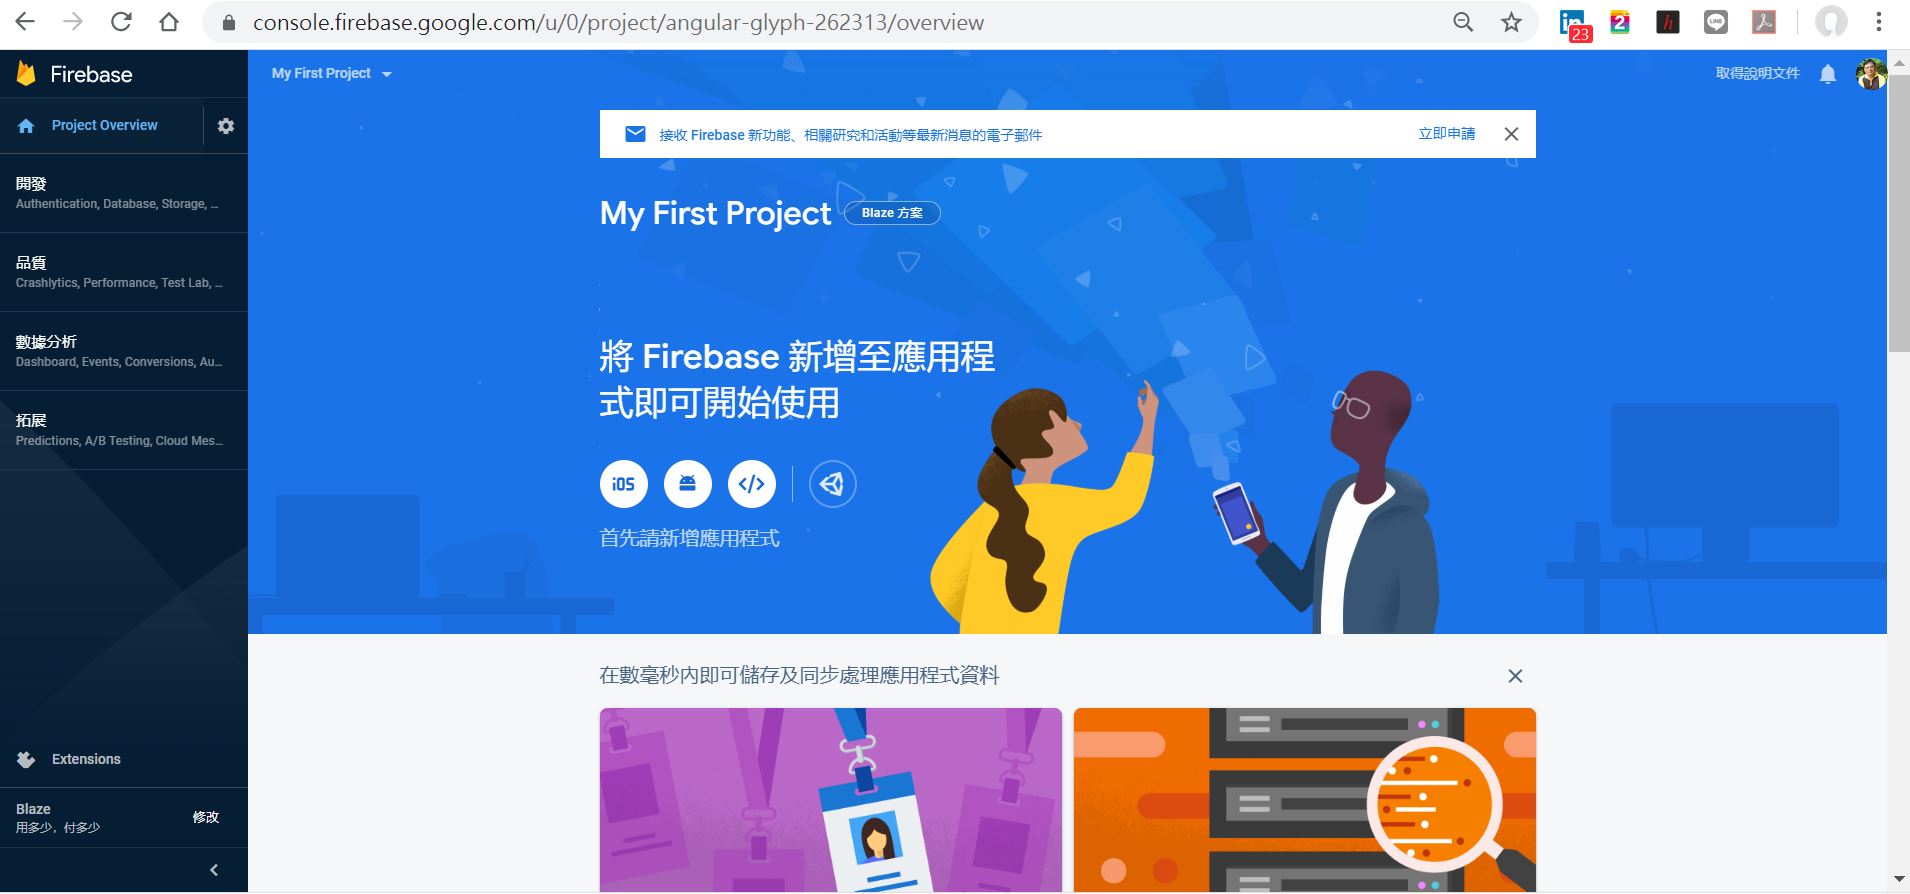 console.firebase.google.com/u/0/project/angular-glyph-262313/overview
23
2
h
LINE
Firebase
My First Project
取得說明文件
Project Overview
接收 Firebase 新功能、相關研究和活動等最新消息的電子郵件
立即申請
開發
Authentication, Database, Storage, ...
My First Project
Blaze 方案
品質
Crashlytics, Performance, Test Lab, ...
數據分析
Dashboard, Events, Conversions, Au...
將 Firebase 新增至應用程
式即可開始使用
拓展
Predictions, A/B Testing, Cloud Mes...
iOS
首先請新增應用程式
在數毫秒內即可儲存及同步處理應用程式資料
Extensions
Blaze
用多少，付多少
修改